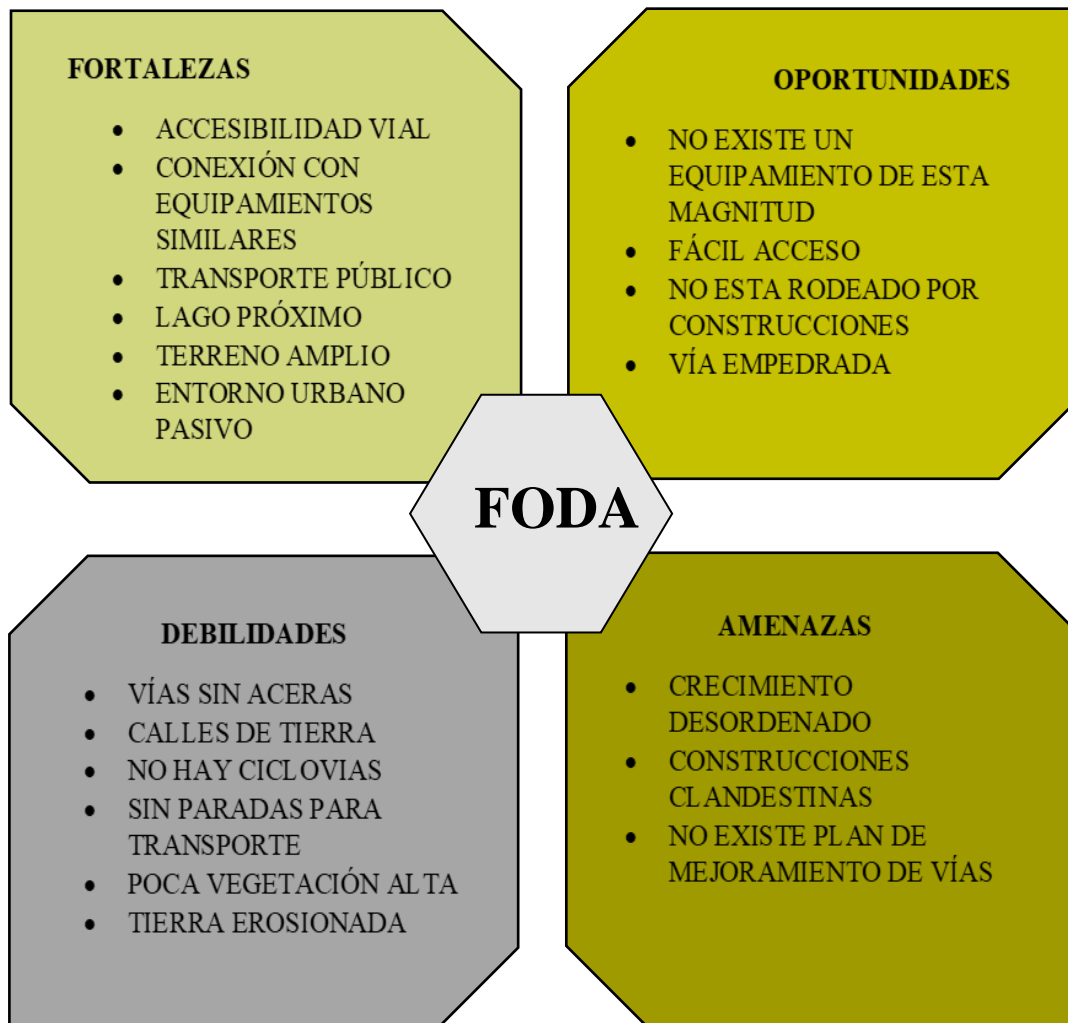 FORTALEZAS
• ACCESIBILIDAD VIAL
• CONEXIÓN CON
EQUIPAMIENTOS
SIMILARES
• TRANSPORTE PÚBLICO
• LAGO PRÓXIMO
• TERRENO AMPLIO
• ENTORNO URBANO
PASIVO
OPORTUNIDADES
• NO EXISTE UN
EQUIPAMIENTO DE ESTA
MAGNITUD
• FÁCIL ACCESO
• NO ESTA RODEADO POR
CONSTRUCCIONES
• VÍA EMPEDRADA
FODA
DEBILIDADES
• VÍAS SIN ACERAS
• CALLES DE TIERRA
• NO HAY CICLOVIAS
• SIN PARADAS PARA
TRANSPORTE
• POCA VEGETACIÓN ALTA
• TIERRA EROSIONADA
AMENAZAS
• CRECIMIENTO
DESORDENADO
• CONSTRUCCIONES
CLANDESTINAS
• NO EXISTE PLAN DE
MEJORAMIENTO DE VÍAS